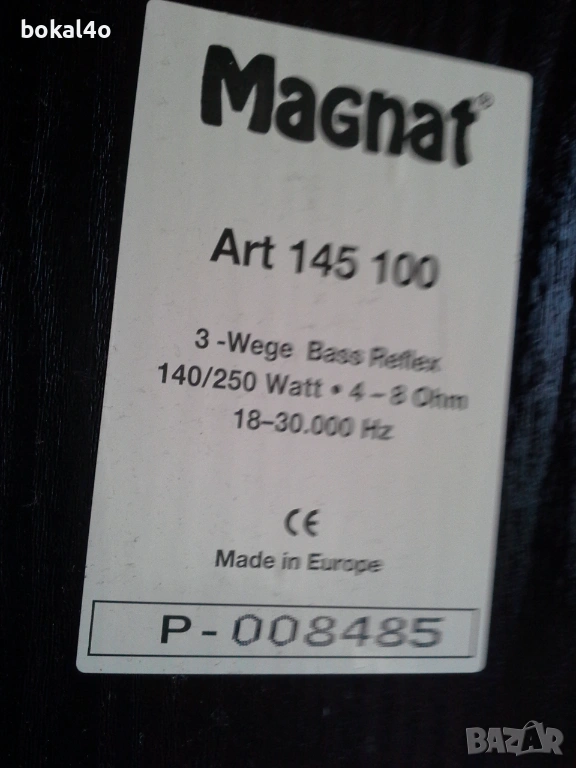 bokal4o
Magnat®
Art 145 100
3 -Wege Bass Reflex
140/250 Watt • 4 – 8 Ohm
18–30.000 Hz
CE
Made in Europe
P - 008485
BAZAR